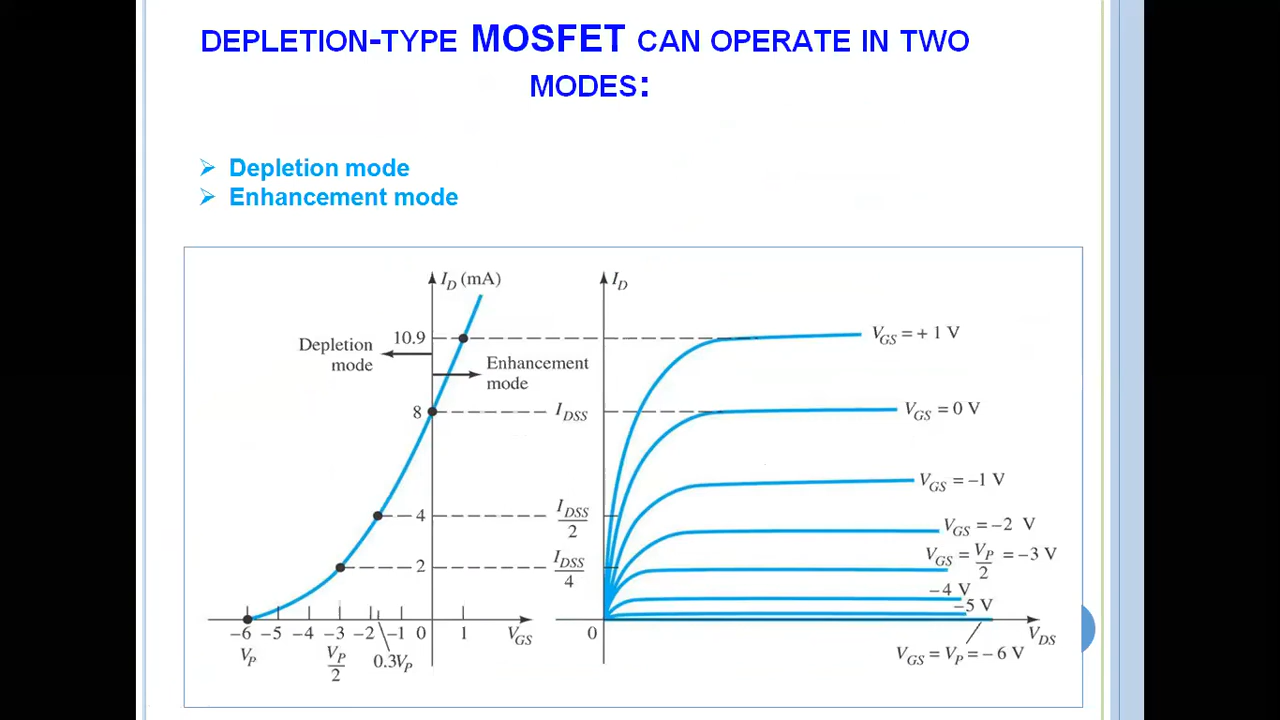 DEPLETION-TYPE MOSFET CAN OPERATE IN TWO
MODES:
Depletion mode
Enhancement mode
I_D (mA)
10.9
Depletion
mode
Enhancement
mode
8
4
2
I_DSS
I_DSS
2
I_DSS
4
–6 –5 –4 –3 –2 –1 0 1 V_GS
V_P
V_P
2
0.3V_P
I_D
V_GS = + 1 V
V_GS = 0 V
V_GS = –1 V
V_GS = –2 V
V_GS = V_P/2 = –3 V
–4 V
–5 V
0
V_DS
V_GS = V_P = – 6 V